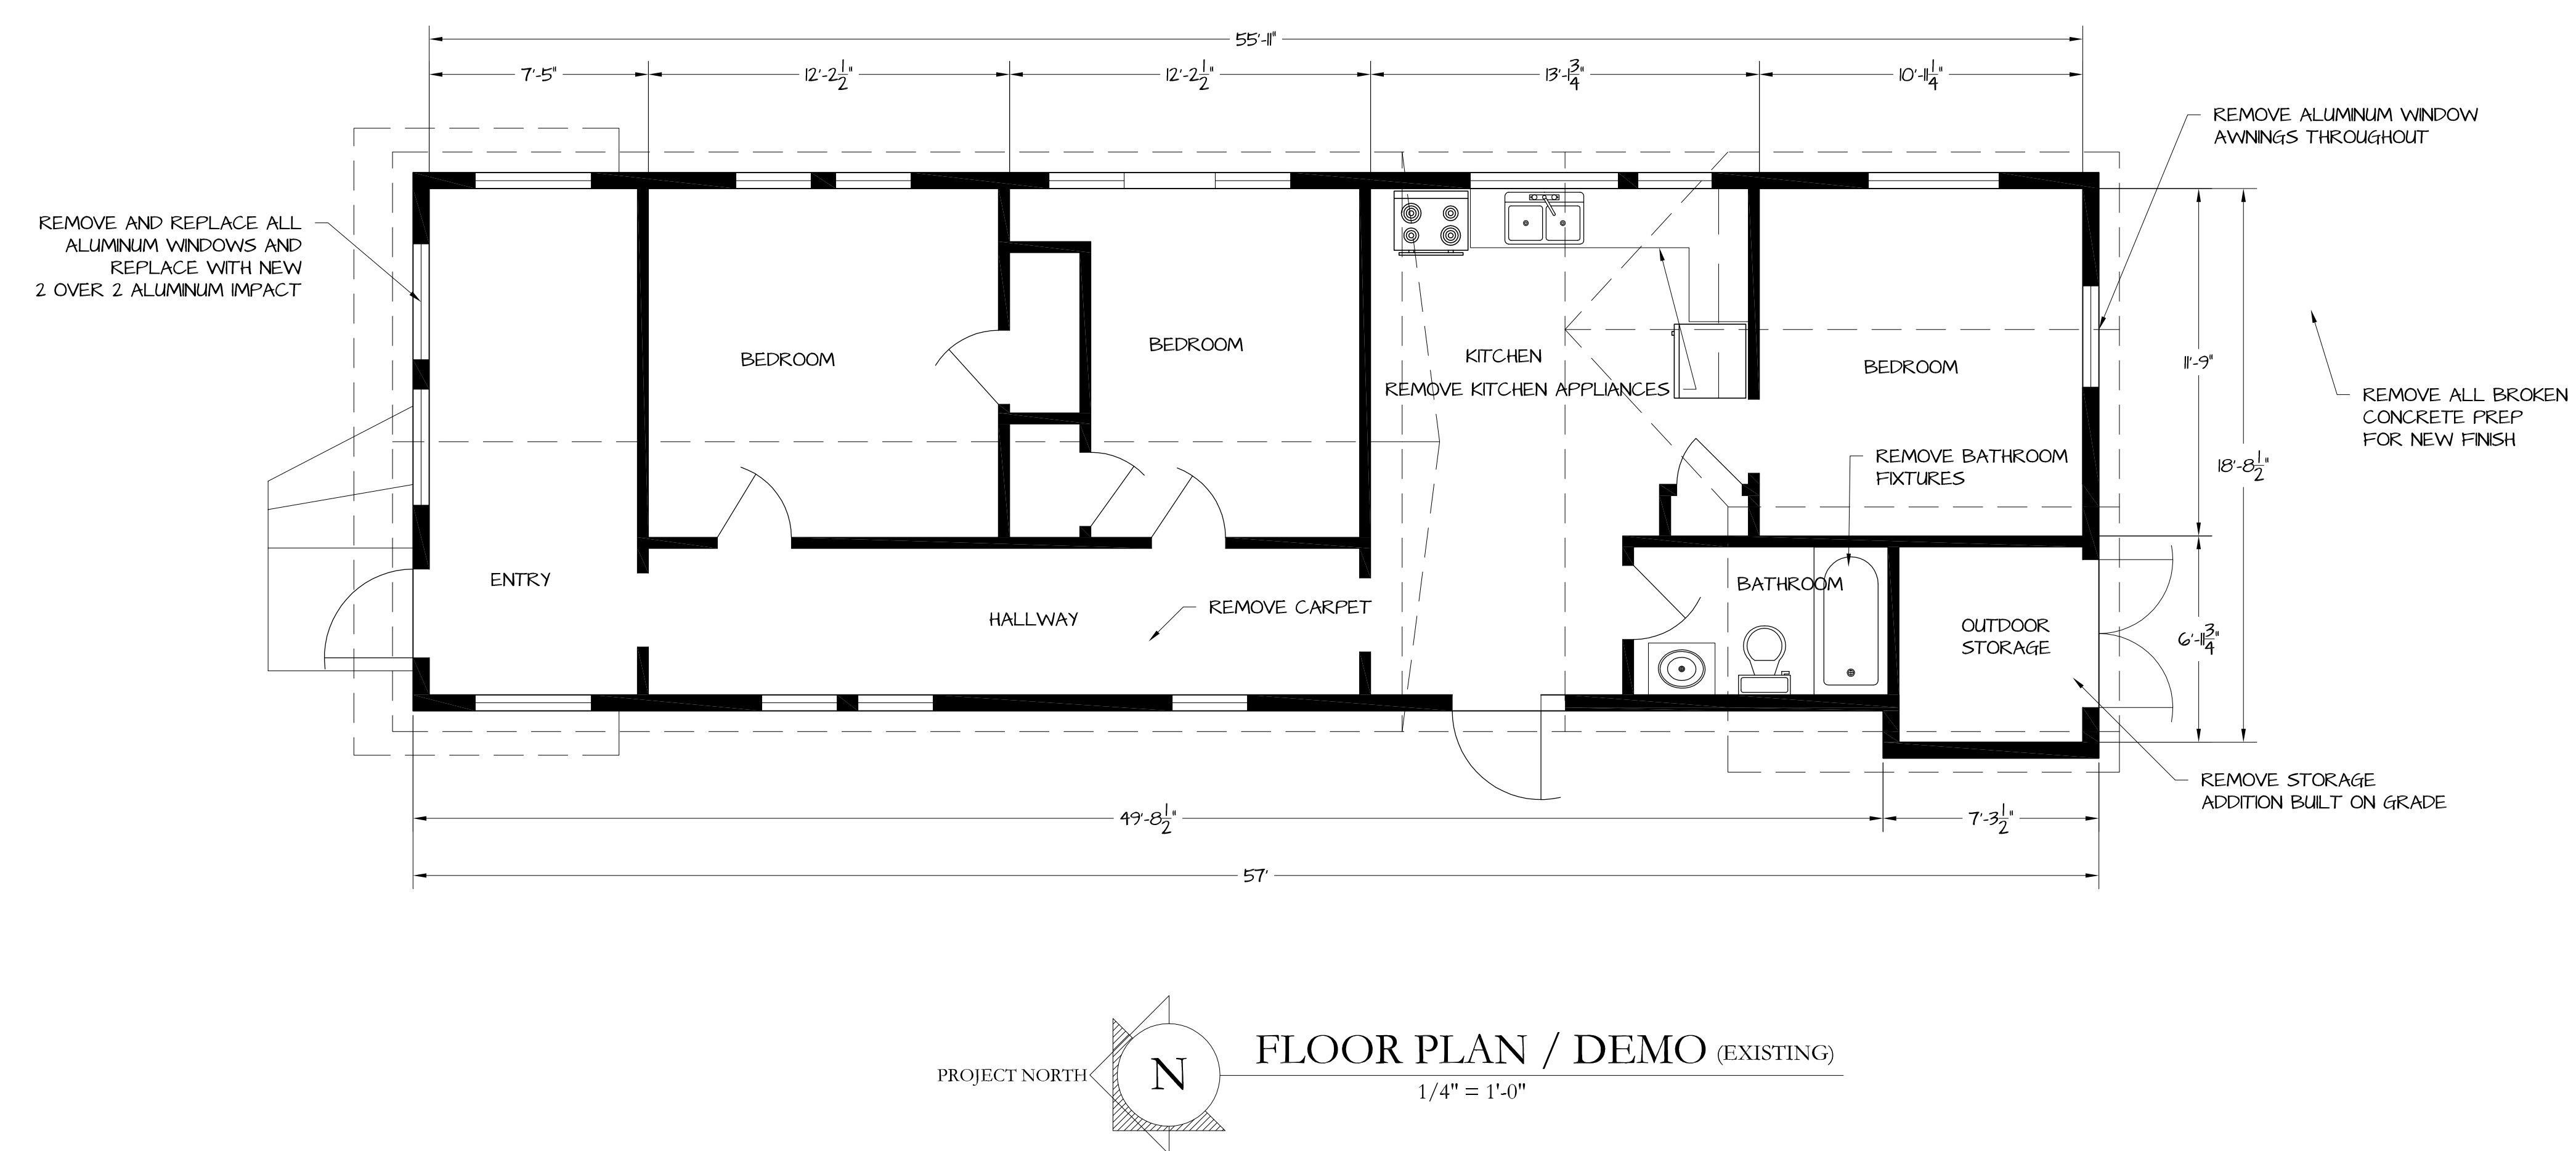 55'-11"
7'-5"
12'-2 1/2"
12'-2 1/2"
13'-1 3/4"
10'-11 1/4"
REMOVE ALUMINUM WINDOW
AWNINGS THROUGHOUT
REMOVE AND REPLACE ALL
ALUMINUM WINDOWS AND
REPLACE WITH NEW
2 OVER 2 ALUMINUM IMPACT
BEDROOM
BEDROOM
KITCHEN
REMOVE KITCHEN APPLIANCES
BEDROOM
11'-9"
REMOVE ALL BROKEN
CONCRETE PREP
FOR NEW FINISH
REMOVE BATHROOM
FIXTURES
18'-8 1/2"
ENTRY
HALLWAY
REMOVE CARPET
BATHROOM
OUTDOOR
STORAGE
6'-11 3/4"
REMOVE STORAGE
ADDITION BUILT ON GRADE
49'-8 1/2"
7'-3 1/2"
57'
PROJECT NORTH
N
FLOOR PLAN / DEMO (EXISTING)
1/4" = 1'-0"